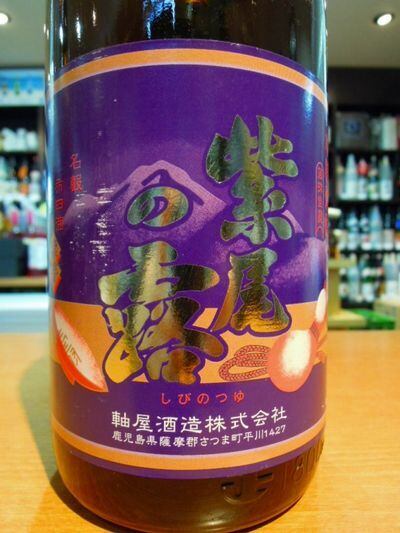 紫尾
の露
しびのつゆ
軸屋酒造株式会社
鹿児島県薩摩郡さつま町平川1427